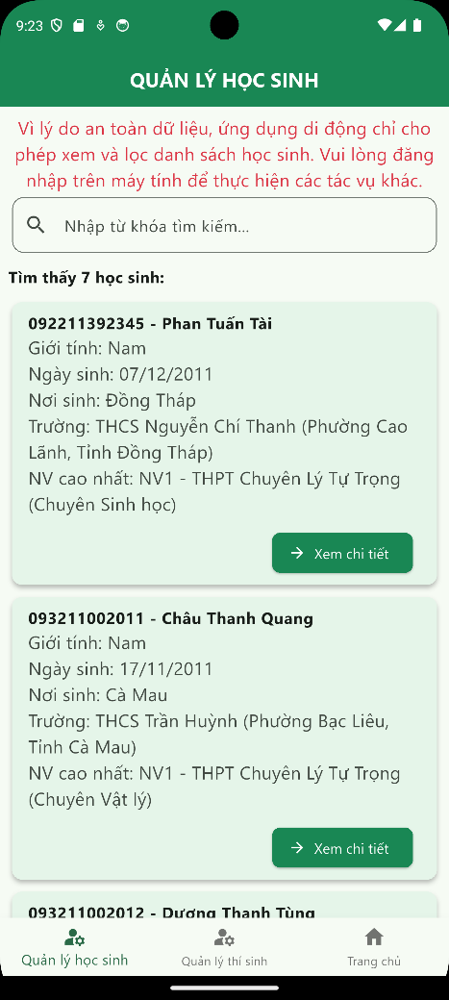 9:23
QUẢN LÝ HỌC SINH
Vì lý do an toàn dữ liệu, ứng dụng di động chỉ cho
phép xem và lọc danh sách học sinh. Vui lòng đăng
nhập trên máy tính để thực hiện các tác vụ khác.
Nhập từ khóa tìm kiếm...
Tìm thấy 7 học sinh:
092211392345 - Phan Tuấn Tài
Giới tính: Nam
Ngày sinh: 07/12/2011
Nơi sinh: Đồng Tháp
Trường: THCS Nguyễn Chí Thanh (Phường Cao
Lãnh, Tỉnh Đồng Tháp)
NV cao nhất: NV1 - THPT Chuyên Lý Tự Trọng
(Chuyên Sinh học)
Xem chi tiết
093211002011 - Châu Thanh Quang
Giới tính: Nam
Ngày sinh: 17/11/2011
Nơi sinh: Cà Mau
Trường: THCS Trần Huỳnh (Phường Bạc Liêu,
Tỉnh Cà Mau)
NV cao nhất: NV1 - THPT Chuyên Lý Tự Trọng
(Chuyên Vật lý)
Xem chi tiết
093211002012 - Dương Thanh Tùng
Quản lý học sinh
Quản lý thí sinh
Trang chủ